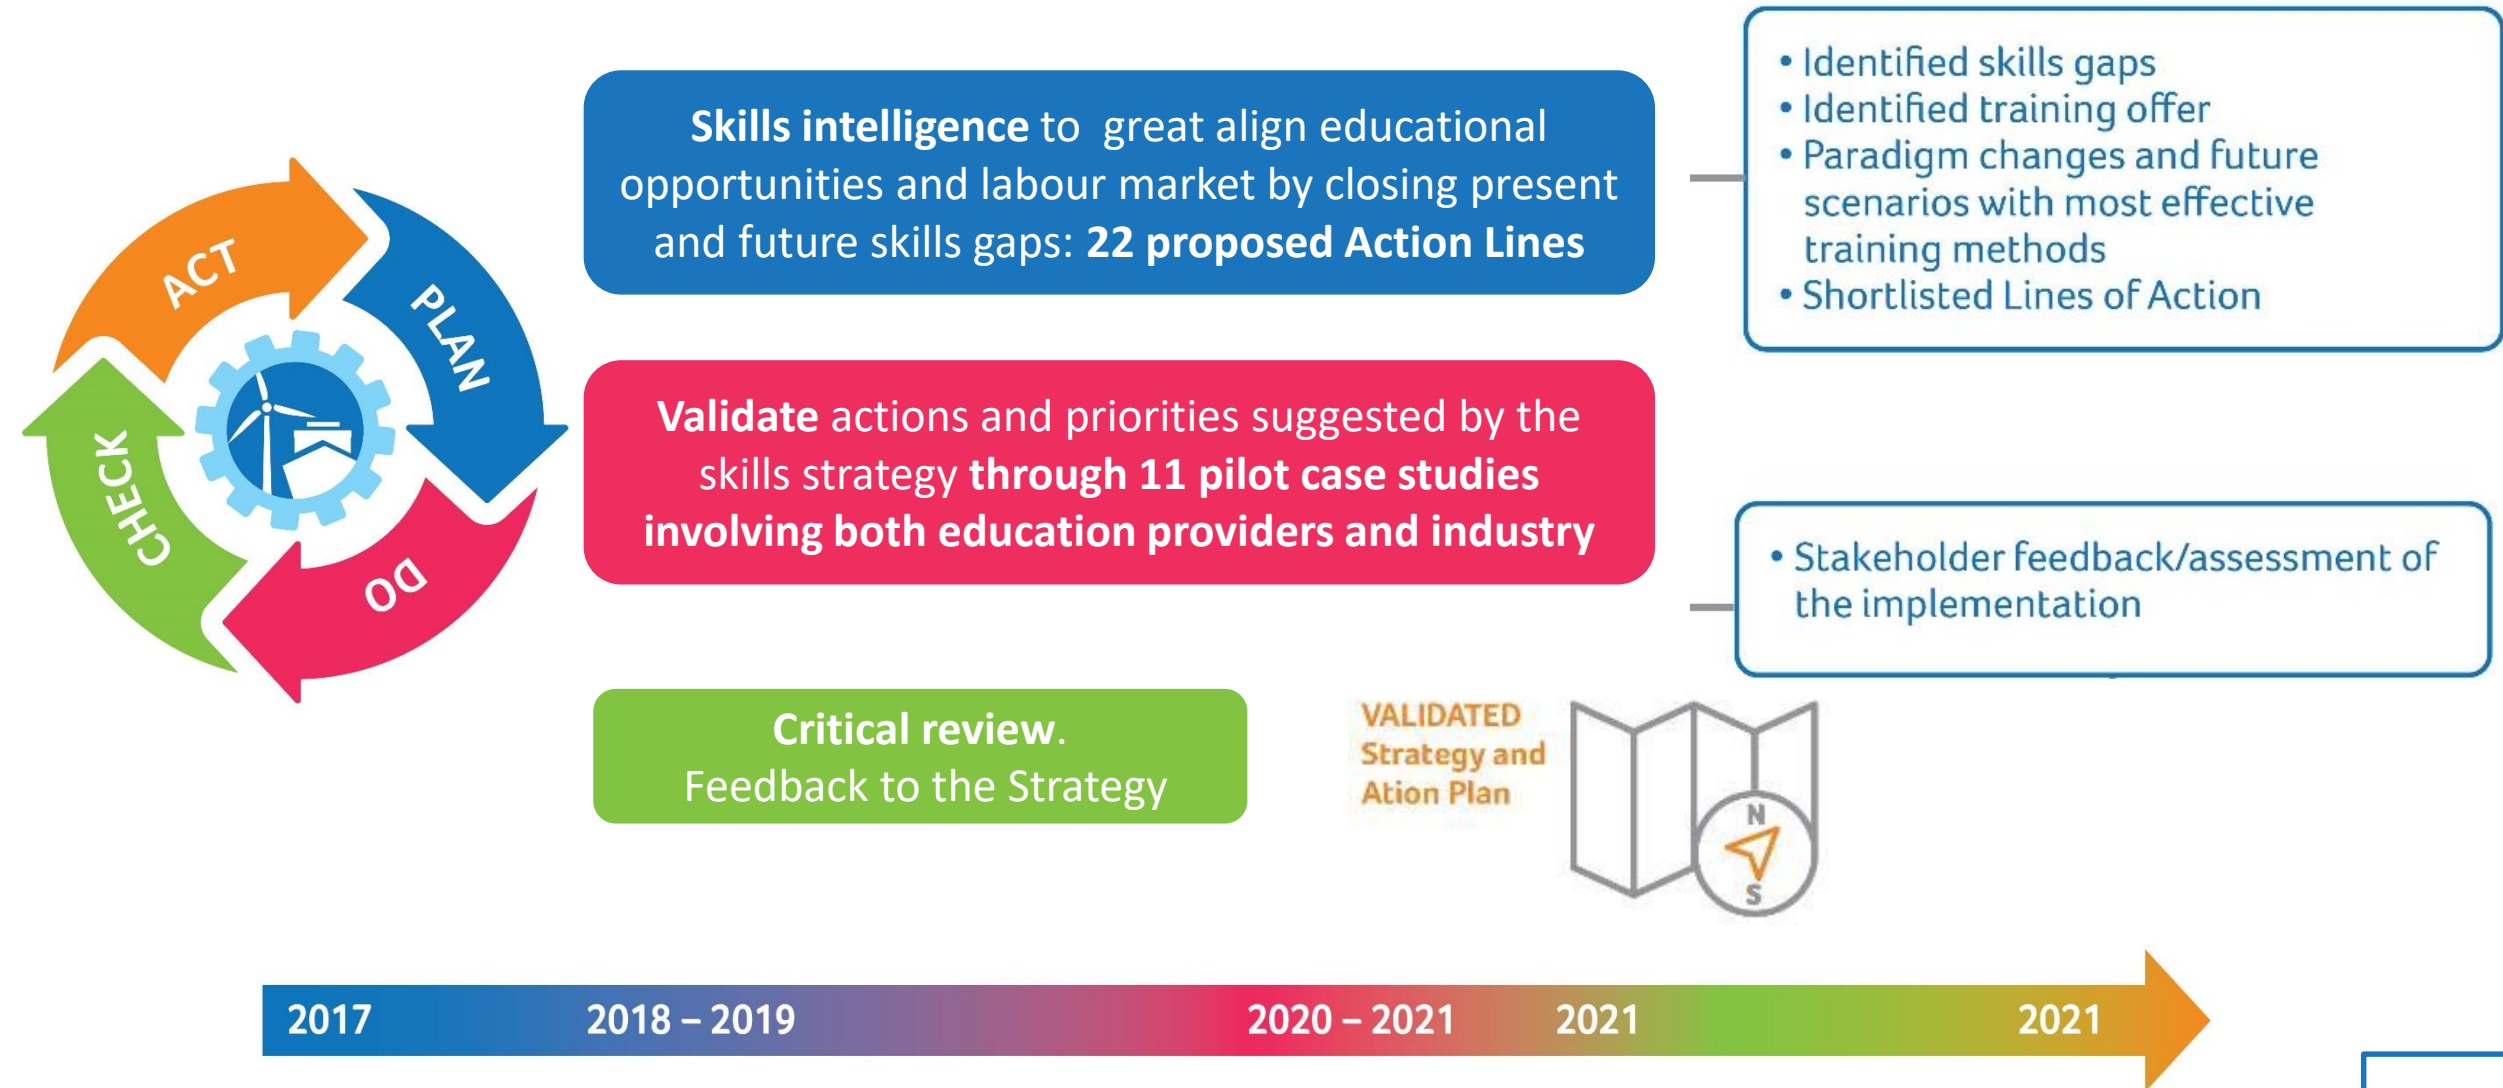 ACT
PLAN
CHECK
DO
Skills intelligence to great align educational
opportunities and labour market by closing present
and future skills gaps: 22 proposed Action Lines
• Identified skills gaps
• Identified training offer
• Paradigm changes and future
scenarios with most effective
training methods
• Shortlisted Lines of Action
Validate actions and priorities suggested by the
skills strategy through 11 pilot case studies
involving both education providers and industry
• Stakeholder feedback/assessment of
the implementation
Critical review.
Feedback to the Strategy
VALIDATED
Strategy and
Ation Plan
N
S
2017 2018 – 2019 2020 – 2021 2021 2021